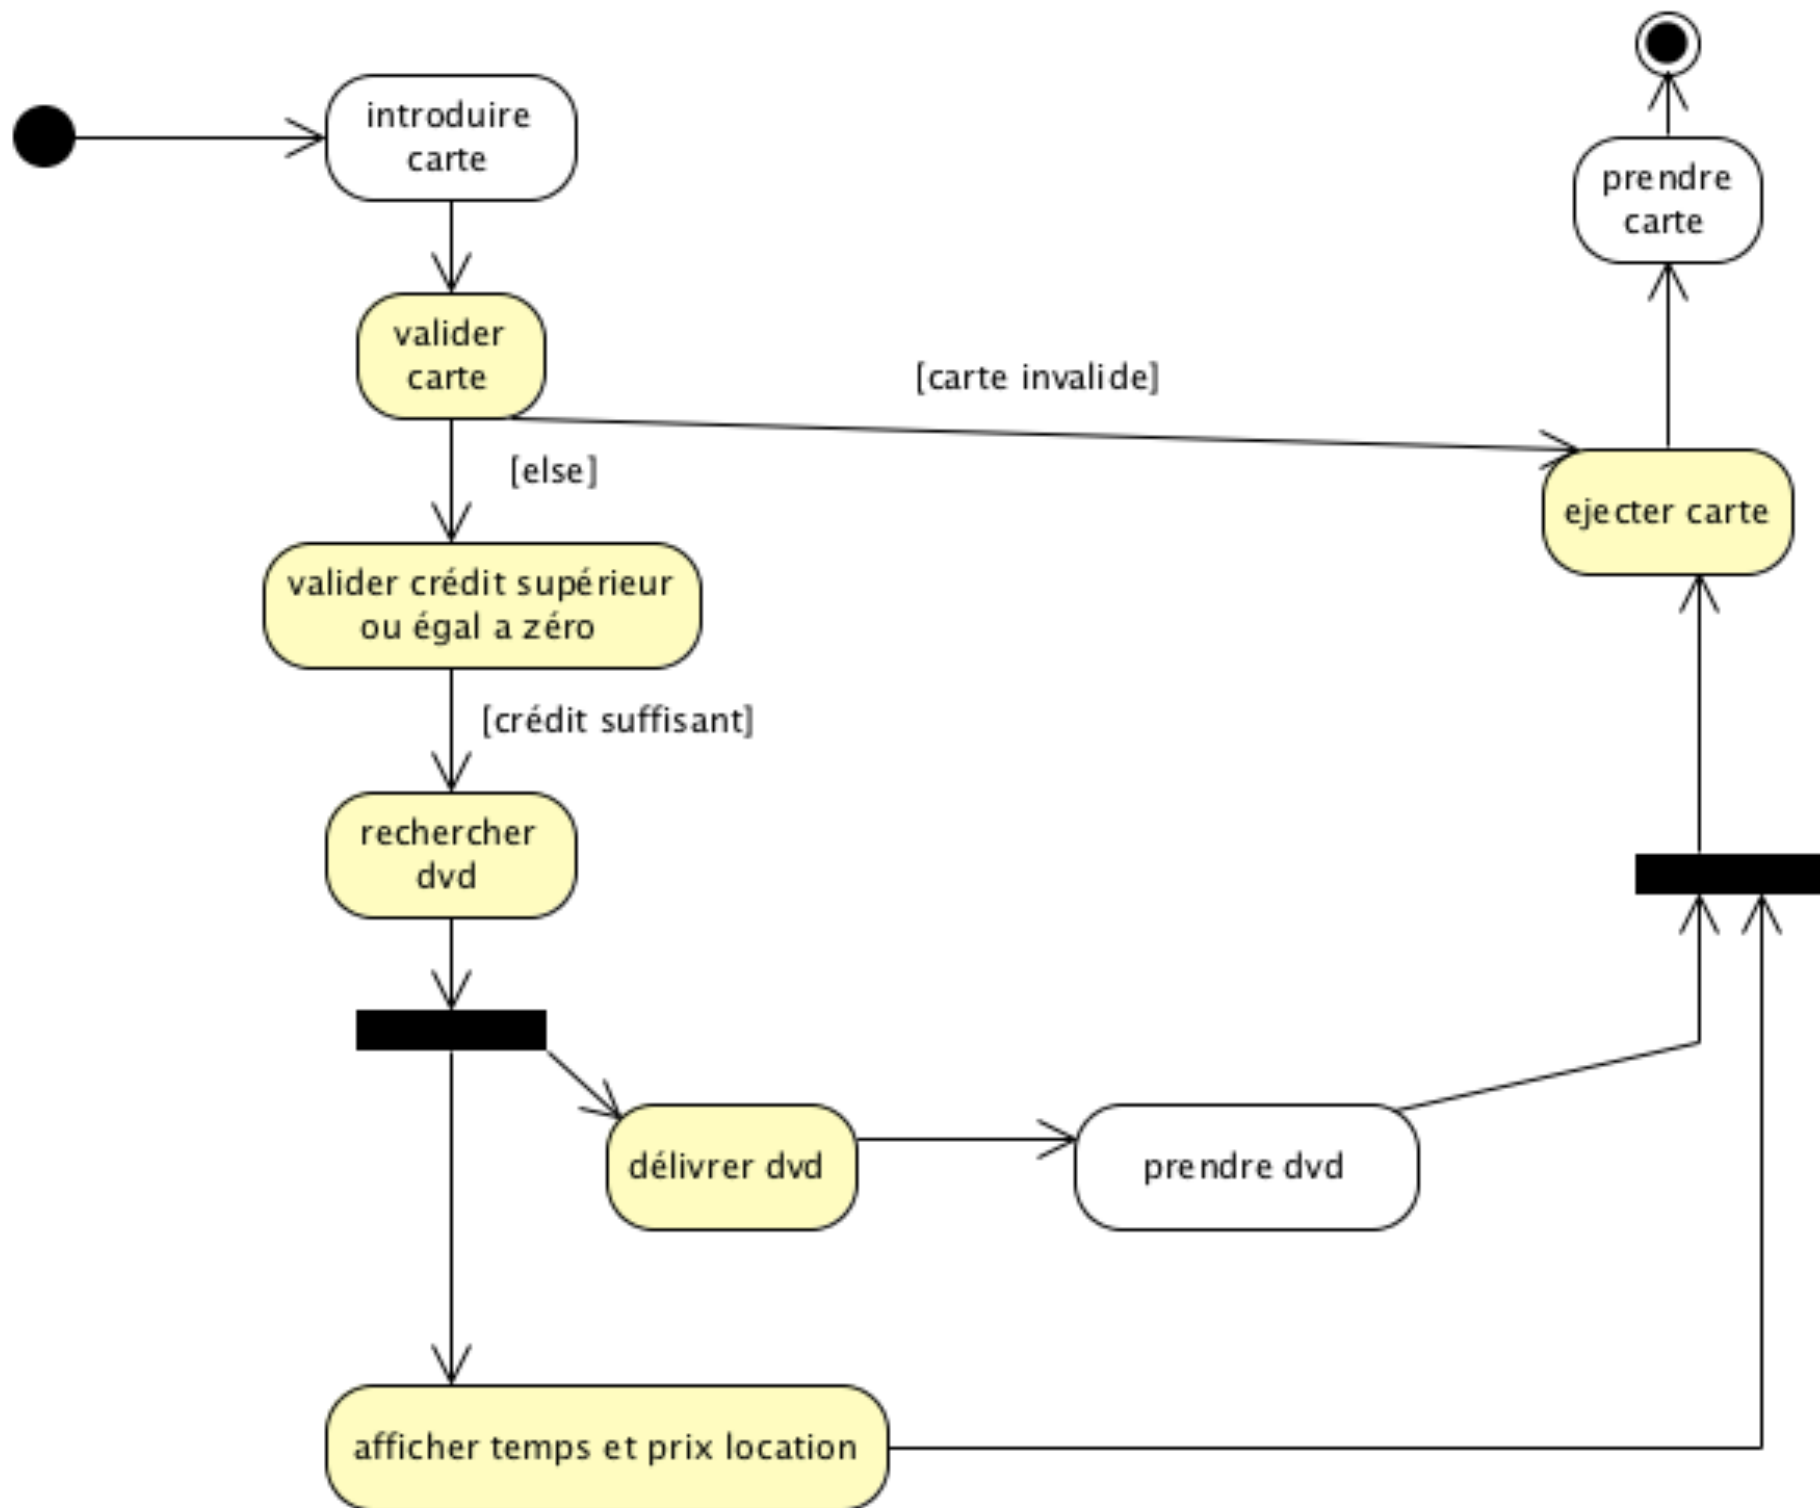 introduire
carte
prendre
carte
valider
carte
[carte invalide]
[else]
ejecter carte
valider crédit supérieur
ou égal a zéro
[crédit suffisant]
rechercher
dvd
délivrer dvd
prendre dvd
afficher temps et prix location